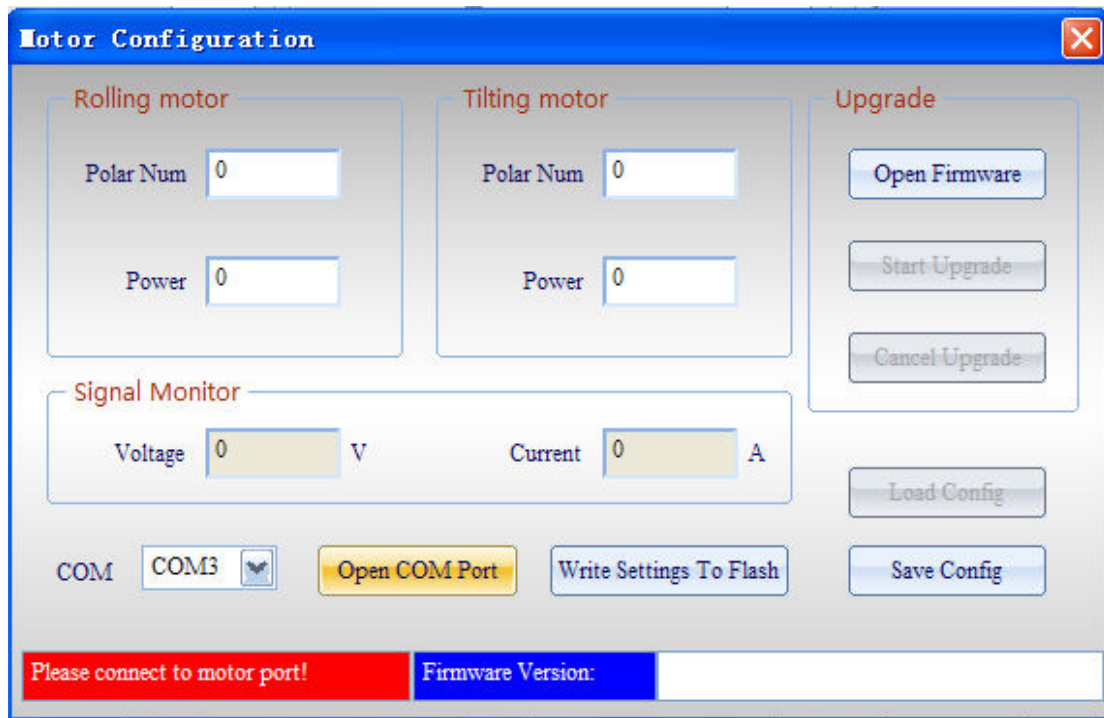 Motor Configuration
Rolling motor
Polar Num 0
Power 0
Tilting motor
Polar Num 0
Power 0
Upgrade
Open Firmware
Start Upgrade
Cancel Upgrade
Signal Monitor
Voltage 0 V
Current 0 A
Load Config
COM COM3
Open COM Port
Write Settings To Flash
Save Config
Please connect to motor port!
Firmware Version: